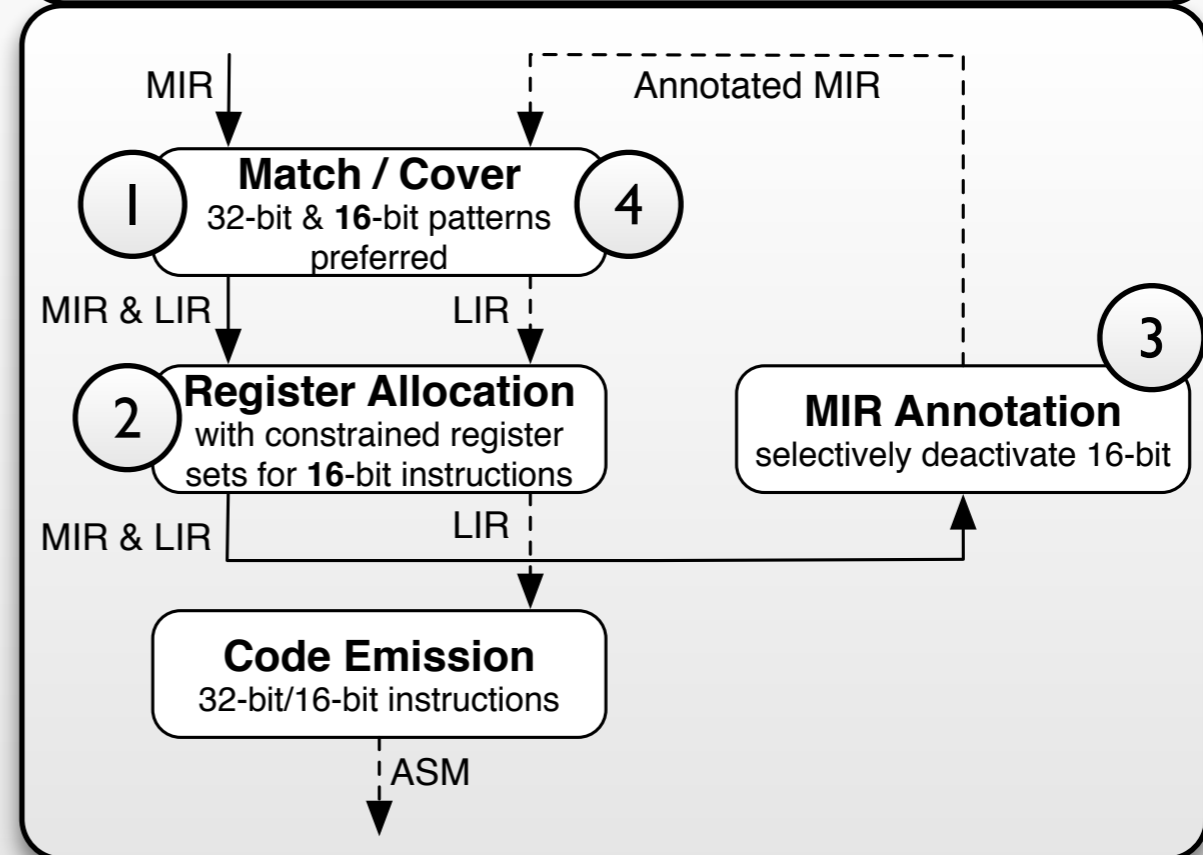 MIR
Annotated MIR
1
Match / Cover
32-bit & 16-bit patterns
preferred
4
MIR & LIR
LIR
3
2
Register Allocation
with constrained register
sets for 16-bit instructions
MIR Annotation
selectively deactivate 16-bit
MIR & LIR
LIR
Code Emission
32-bit/16-bit instructions
ASM